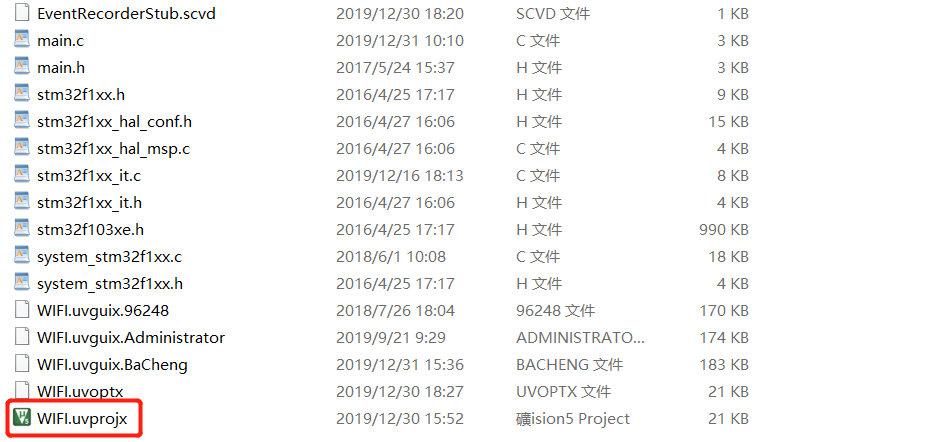 EventRecorderStub.scvd 2019/12/30 18:20 SCVD 文件 1 KB
main.c 2019/12/31 10:10 C 文件 3 KB
main.h 2017/5/24 15:37 H 文件 3 KB
stm32f1xx.h 2016/4/25 17:17 H 文件 9 KB
stm32f1xx_hal_conf.h 2016/4/27 16:06 H 文件 15 KB
stm32f1xx_hal_msp.c 2016/4/27 16:06 C 文件 4 KB
stm32f1xx_it.c 2019/12/16 18:13 C 文件 8 KB
stm32f1xx_it.h 2016/4/27 16:06 H 文件 4 KB
stm32f103xe.h 2016/4/25 17:17 H 文件 990 KB
system_stm32f1xx.c 2018/6/1 10:08 C 文件 18 KB
system_stm32f1xx.h 2016/4/25 17:17 H 文件 4 KB
WIFI.uvguix.96248 2018/7/26 18:04 96248 文件 170 KB
WIFI.uvguix.Administrator 2019/9/21 9:29 ADMINISTRATO... 174 KB
WIFI.uvguix.BaCheng 2019/12/31 15:36 BACHENG 文件 183 KB
WIFI.uvoptx 2019/12/30 18:27 UVOPTX 文件 21 KB
WIFI.uvprojx 2019/12/30 15:52 礦ision5 Project 21 KB